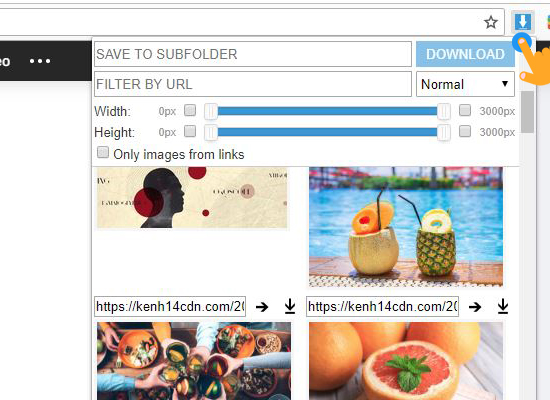 eo
SAVE TO SUBFOLDER
DOWNLOAD
FILTER BY URL
Normal
Width: 0px 3000px
Height: 0px 3000px
Only images from links
https://kenh14cdn.com/20
https://kenh14cdn.com/20